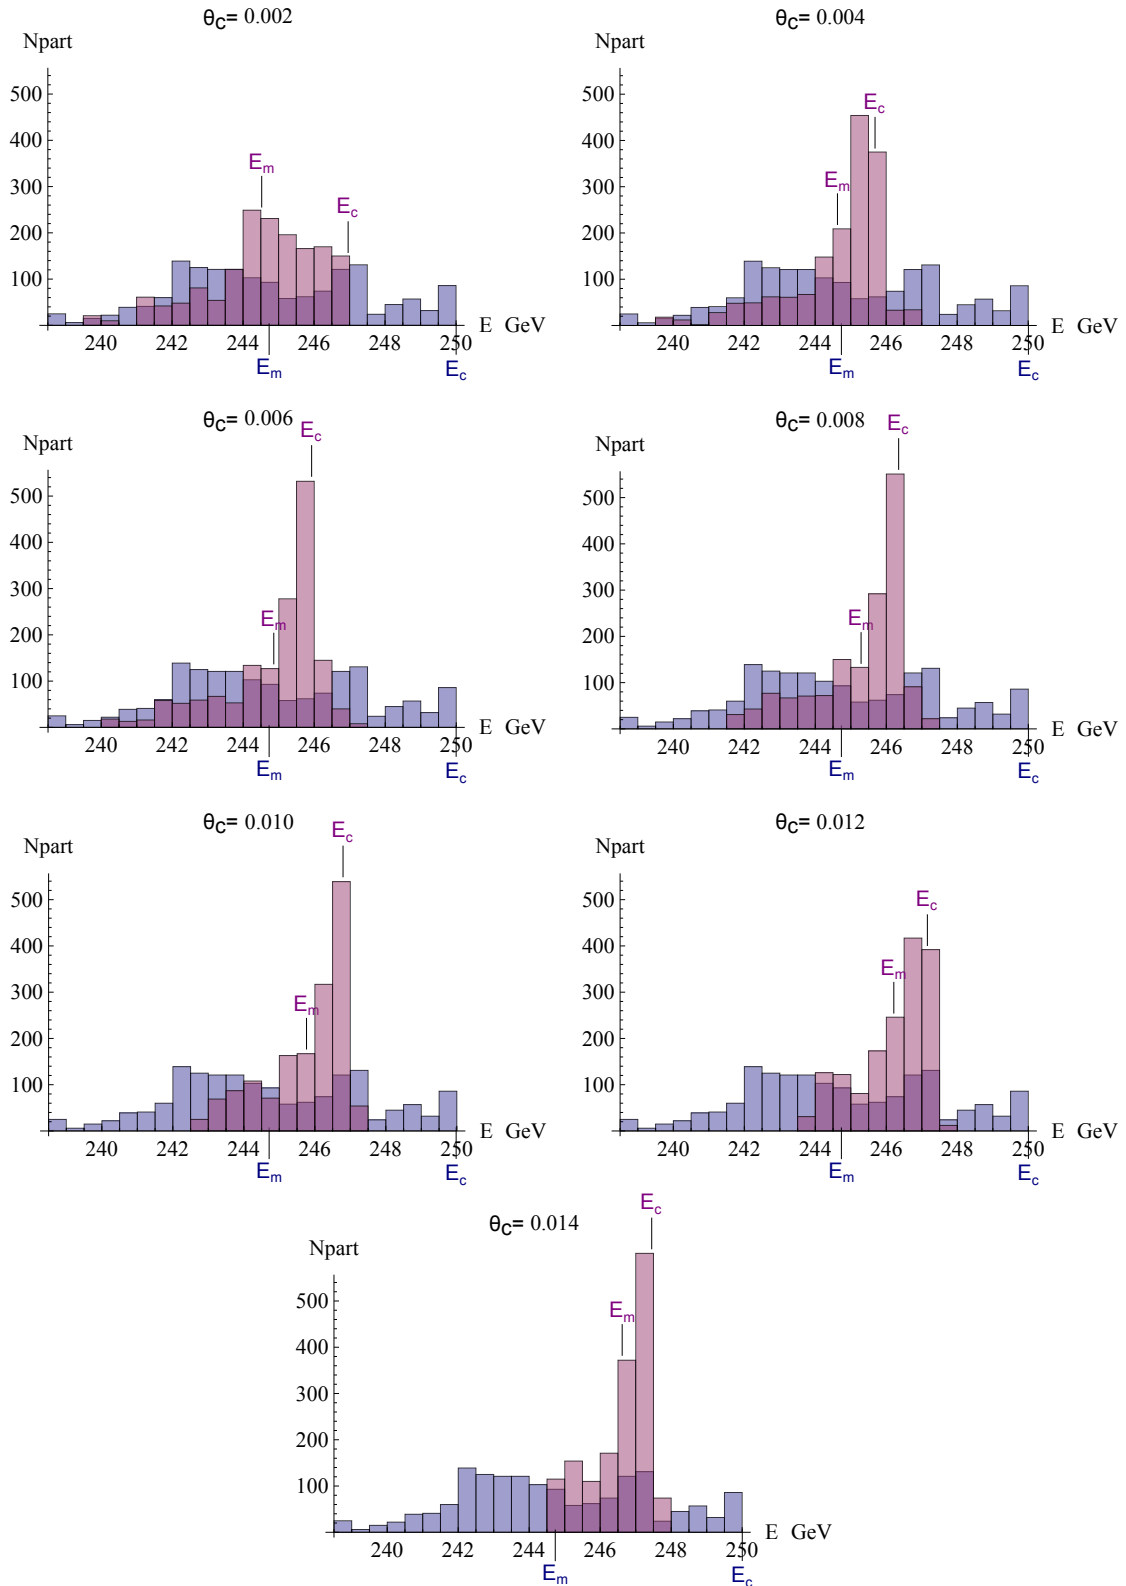 θC= 0.002
Npart
500
400
300
200
100
Em
Ec
240 242 244 246 248 250 E GeV
Em Ec
θC= 0.004
Npart
500
400
300
200
100
Ec
Em
240 242 244 246 248 250 E GeV
Em Ec
θC= 0.006
Npart
500
400
300
200
100
Ec
Em
240 242 244 246 248 250 E GeV
Em Ec
θC= 0.008
Npart
500
400
300
200
100
Ec
Em
240 242 244 246 248 250 E GeV
Em Ec
θC= 0.010
Npart
500
400
300
200
100
Ec
Em
240 242 244 246 248 250 E GeV
Em Ec
θC= 0.012
Npart
500
400
300
200
100
Ec
Em
240 242 244 246 248 250 E GeV
Em Ec
θC= 0.014
Npart
500
400
300
200
100
Ec
Em
240 242 244 246 248 250 E GeV
Em Ec